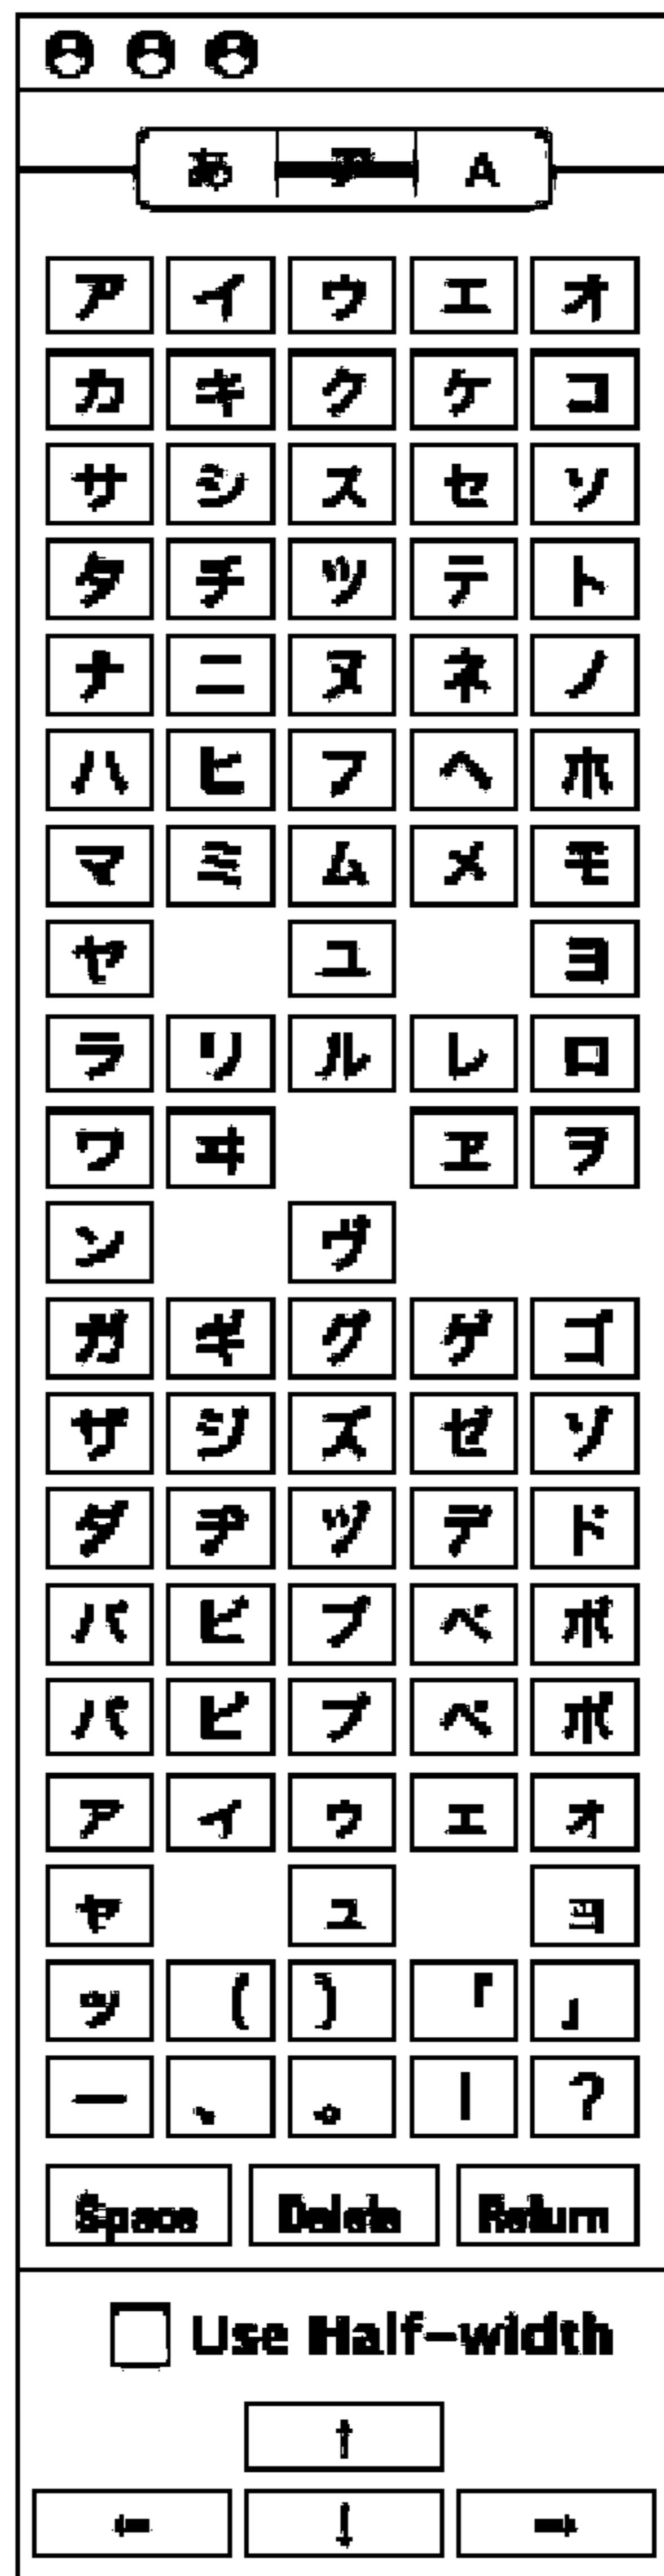 あ ア A
ア イ ウ エ オ
カ キ ク ケ コ
サ シ ス セ ソ
タ チ ツ テ ト
ナ ニ ヌ ネ ノ
ハ ヒ フ ヘ ホ
マ ミ ム メ モ
ヤ ユ ヨ
ラ リ ル レ ロ
ワ ヰ ヱ ヲ
ン ヴ
ガ ギ グ ゲ ゴ
ザ ジ ズ ゼ ゾ
ダ ヂ ヅ デ ド
バ ビ ブ ベ ボ
パ ピ プ ペ ポ
ァ ィ ゥ ェ ォ
ャ ュ ョ
ッ ( ) 「 」
ー 、 。 | ?
Space Delete Return
Use Half-width
↑
← ↓ →